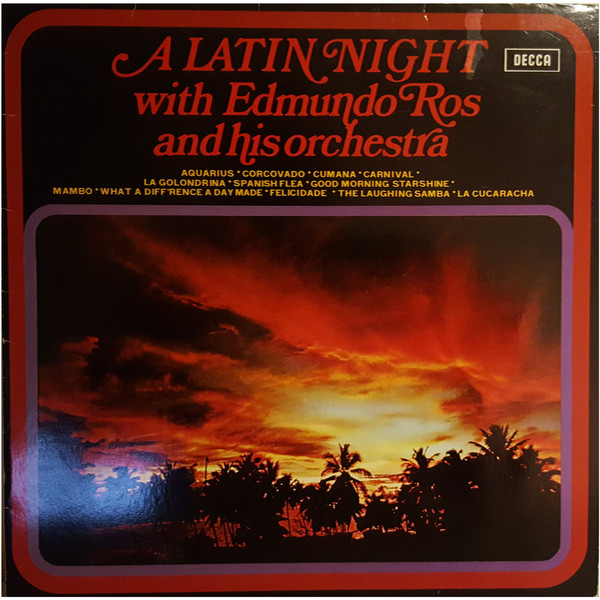 A LATIN NIGHT
DECCA
with Edmundo Ros
and his orchestra
AQUARIUS * CORCOVADO * CUMANA * CARNIVAL *
LA GOLONDRINA * SPANISH FLEA * GOOD MORNING STARSHINE *
MAMBO * WHAT A DIFF'RENCE A DAY MADE * FELICIDADE * THE LAUGHING SAMBA * LA CUCARACHA